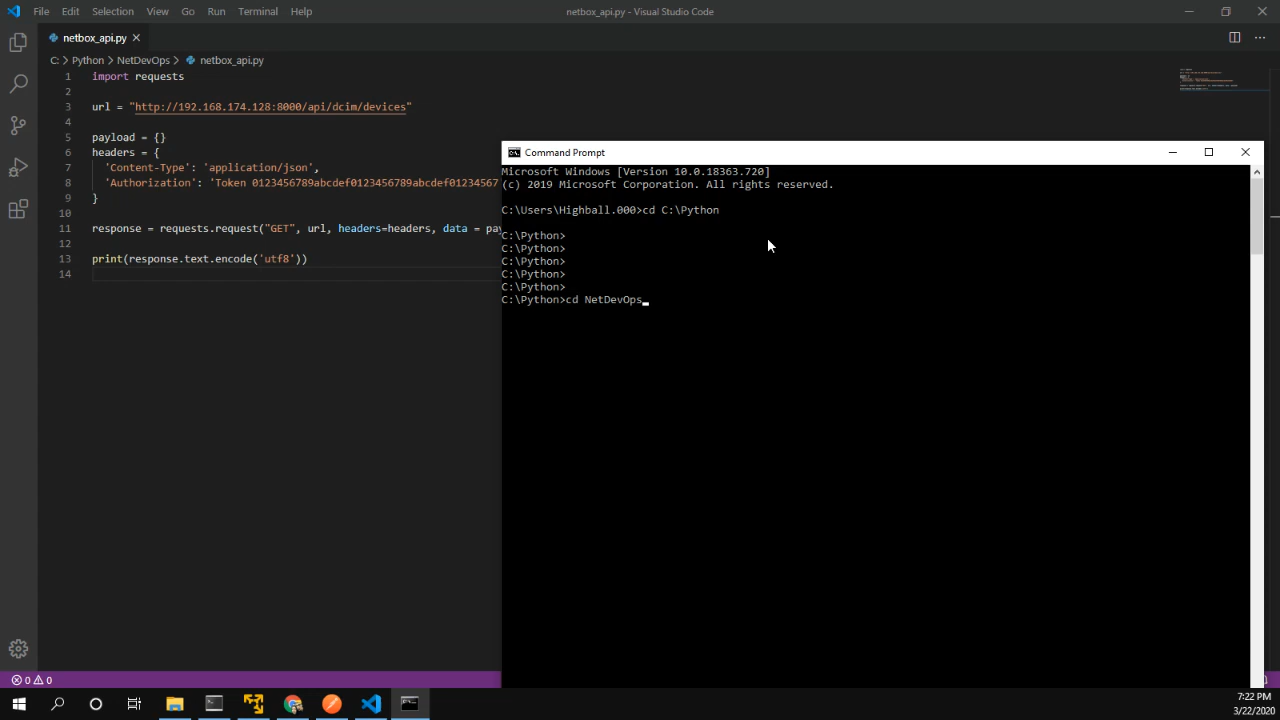 File Edit Selection View Go Run Terminal Help
netbox_api.py - Visual Studio Code
netbox_api.py
C: > Python > NetDevOps > netbox_api.py
1 import requests
2
3 url = "http://192.168.174.128:8000/api/dcim/devices"
4
5 payload = {}
6 headers = {
7 'Content-Type': 'application/json',
8 'Authorization': 'Token 0123456789abcdef0123456789abcdef01234567
9 }
10
11 response = requests.request("GET", url, headers=headers, data = pay
12
13 print(response.text.encode('utf8'))
14
Command Prompt
Microsoft Windows [Version 10.0.18363.720]
(c) 2019 Microsoft Corporation. All rights reserved.
C:\Users\Highball.000>cd C:\Python
C:\Python>
C:\Python>
C:\Python>
C:\Python>
C:\Python>
C:\Python>cd NetDevOps_
0 0
7:22 PM
3/22/2020